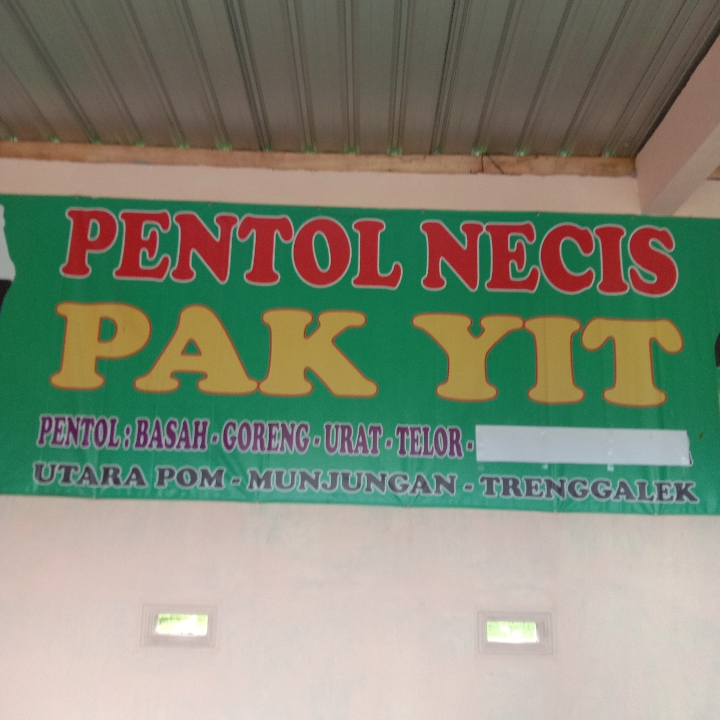 PENTOL NECIS
PAK YIT
PENTOL : BASAH - GORENG - URAT - TELOR -
UTARA POM - MUNJUNGAN - TRENGGALEK